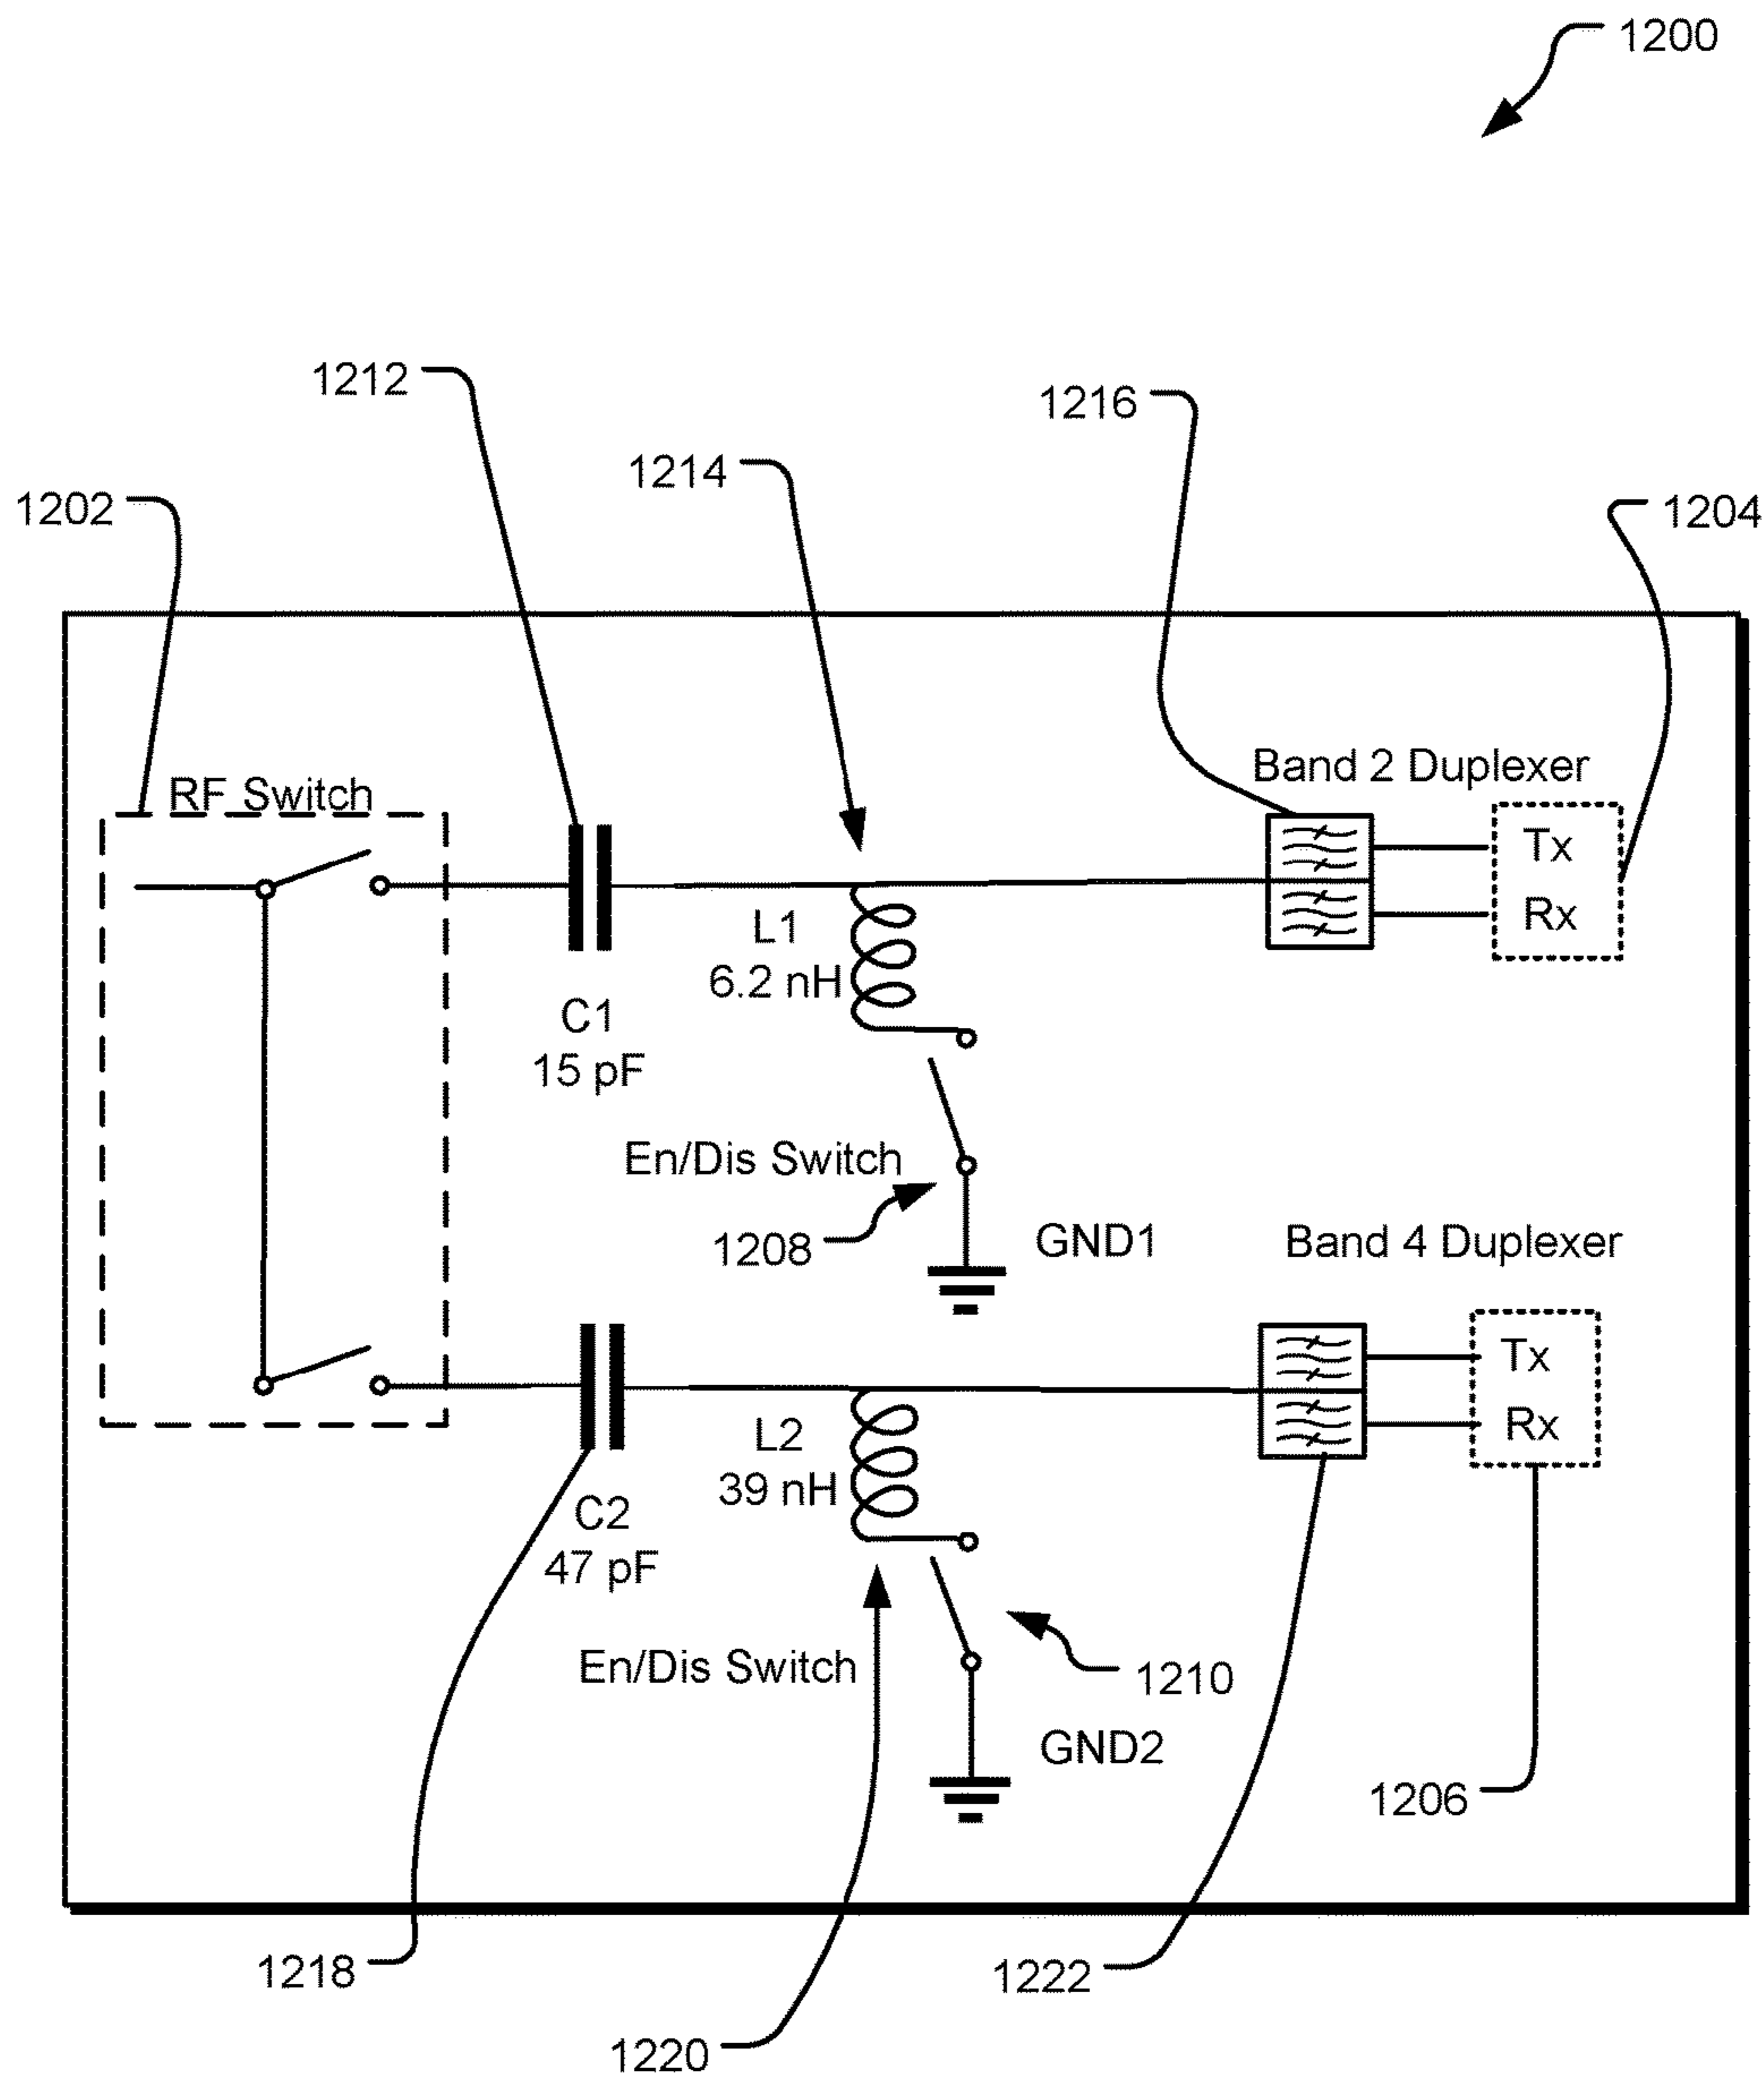 1200
1212
1216
1214
1202
1204
Band 2 Duplexer
RF Switch
Tx
L1
Rx
6.2 nH
C1
15 pF
En/Dis Switch
1208
GND1
Band 4 Duplexer
Tx
L2
Rx
39 nH
C2
47 pF
En/Dis Switch
1210
GND2
1206
1218
1222
1220